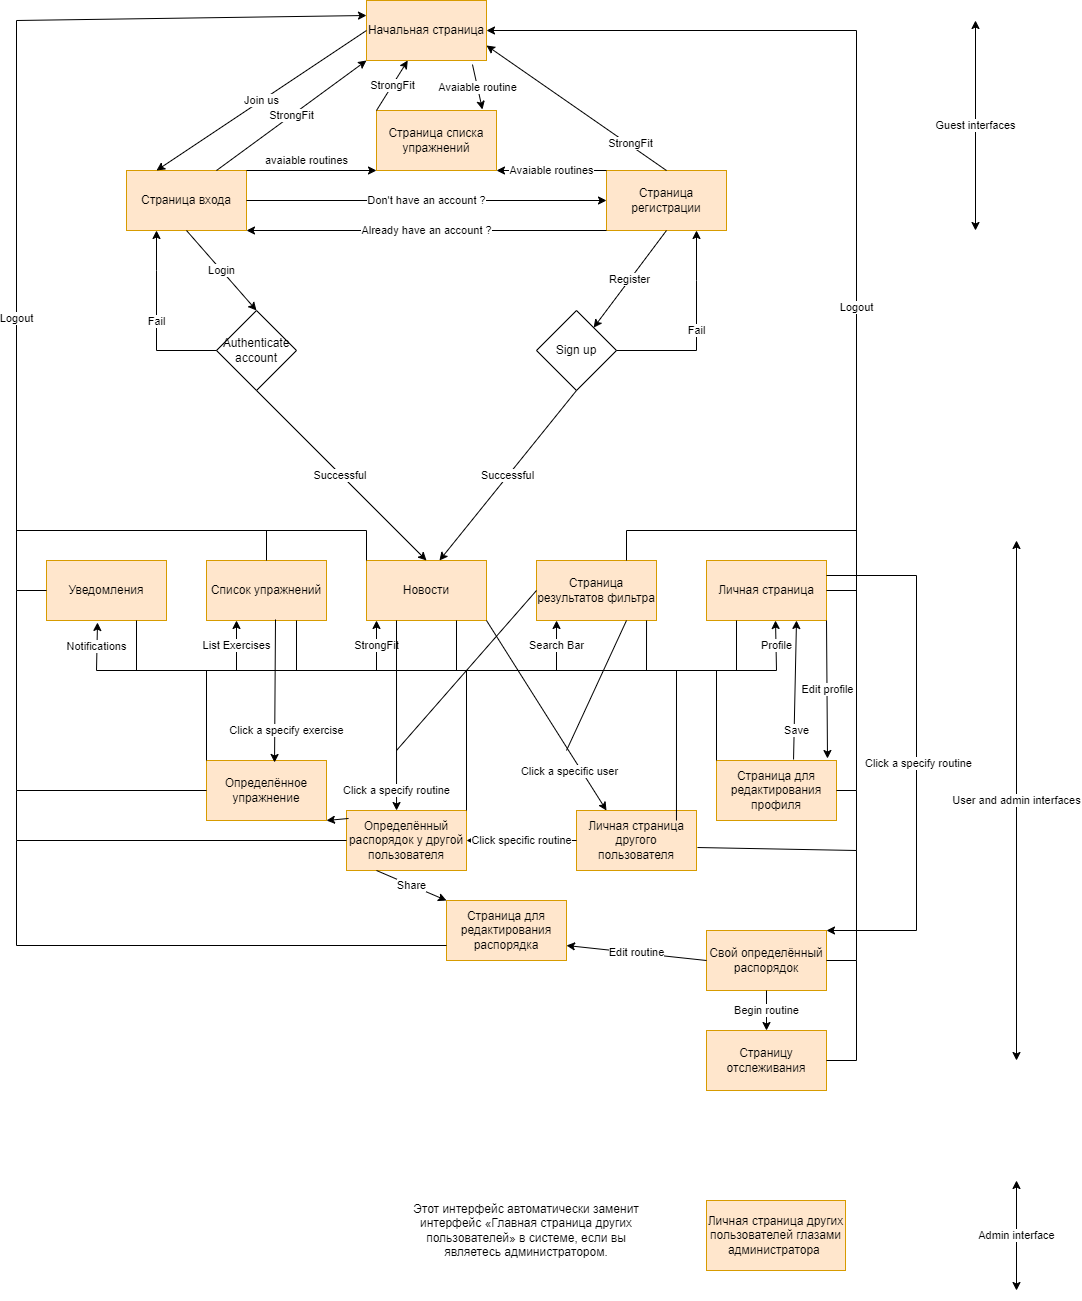 Начальная страница
StrongFit
Avaiable routine
Join us
StrongFit
Guest interfaces
Страница списка
упражнений
StrongFit
avaiable routines
Avaiable routines
Страница входа
Don't have an account ?
Страница
регистрации
Already have an account ?
Login
Register
Logout
Logout
Fail
Fail
Authenticate
account
Sign up
Successful
Successful
Уведомления
Список упражнений
Новости
Страница
результатов фильтра
Личная страница
Notifications
List Exercises
StrongFit
Search Bar
Profile
Edit profile
Click a specify exercise
Save
Click a specify routine
Click a specific user
Определённое
упражнение
Click a specify routine
Страница для
редактирования
профиля
User and admin interfaces
Определённый
распорядок у другой
пользователя
Click specific routine
Личная страница
другого
пользователя
Share
Страница для
редактирования
распорядка
Edit routine
Свой определённый
распорядок
Begin routine
Страницу
отслеживания
Этот интерфейс автоматически заменит
интерфейс «Главная страница других
пользователей» в системе, если вы
являетесь администратором.
Личная страница других
пользователей глазами
администратора
Admin interface